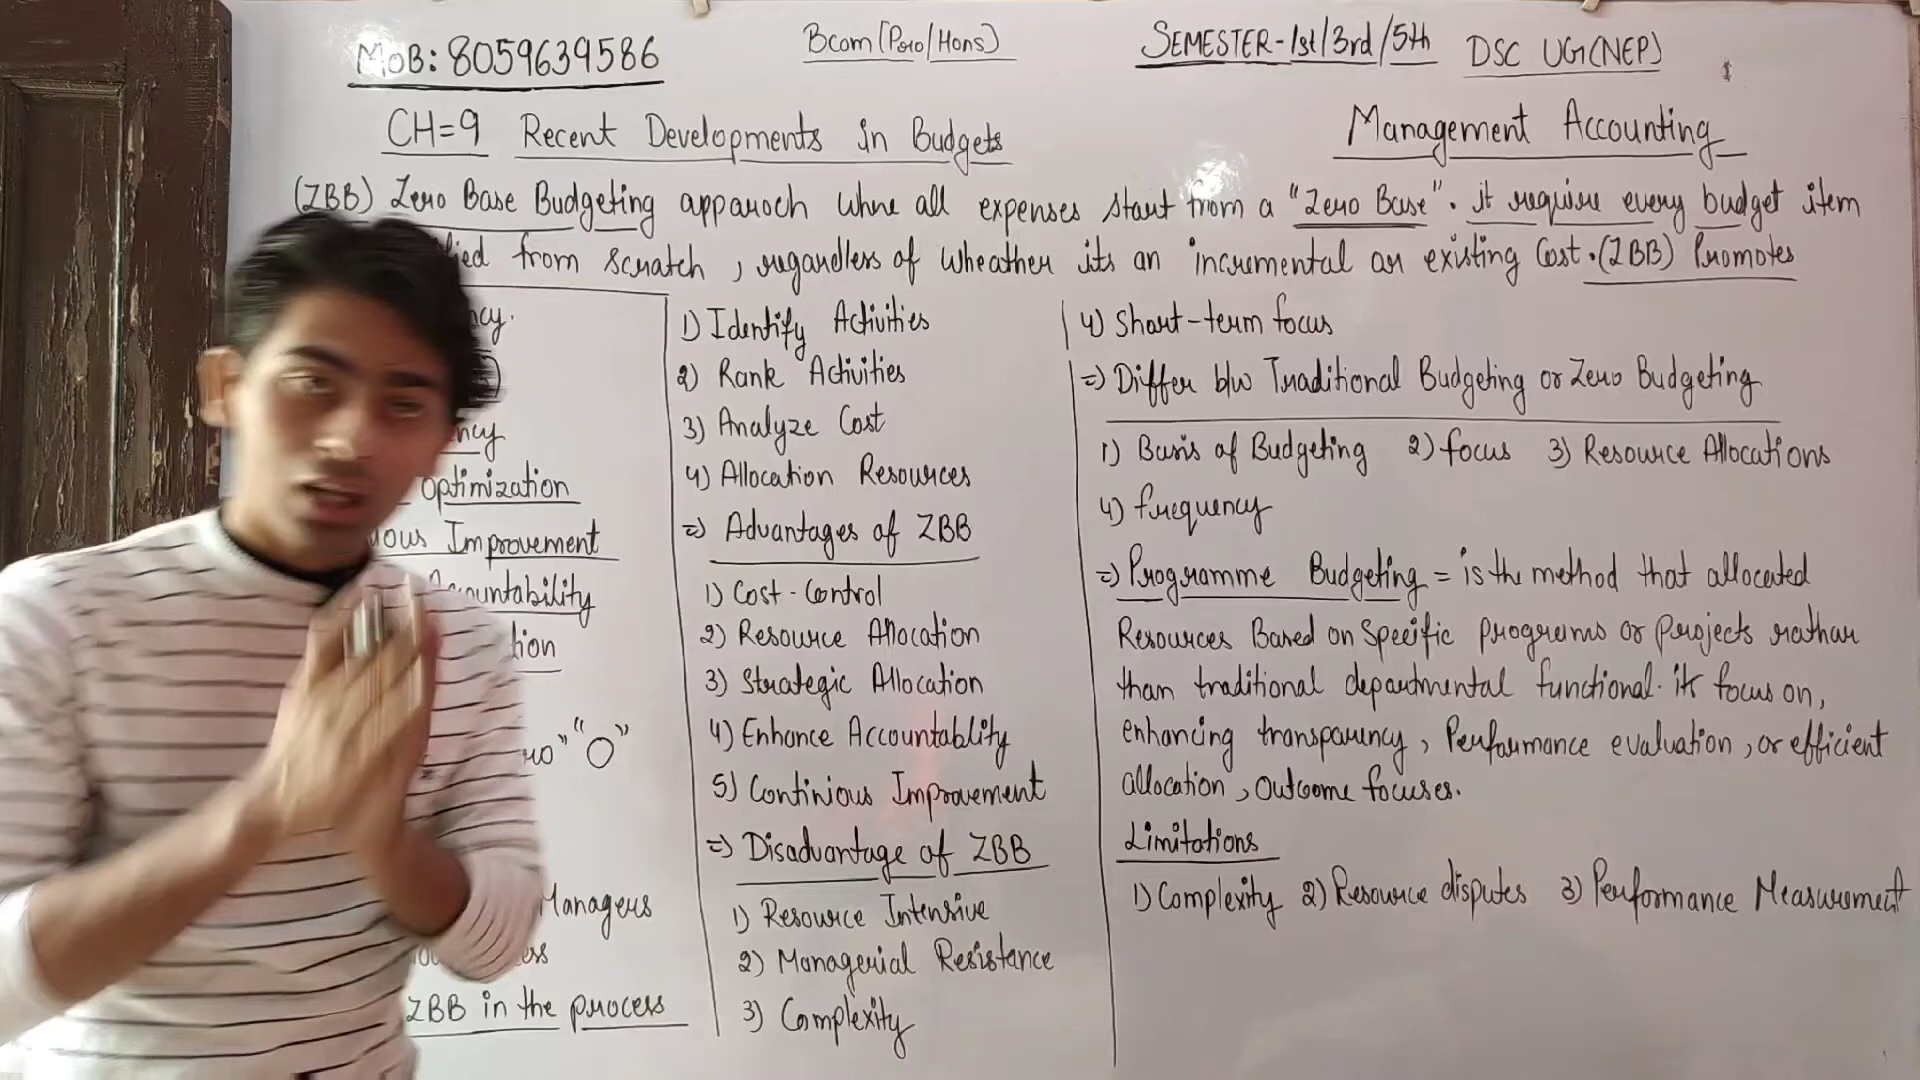 MOB: 8059639586
Bcom(Pro/Hons)
SEMESTER-1st/3rd/5th
DSC UG(NEP)
CH=9 Recent Developments in Budgets
Management Accounting
(ZBB) Zero Base Budgeting approch whre all expenses start from a "Zero Base". it require every budget item
from scratch, regardless of wheather its an incremental or existing Cost.(ZBB) Promotes
Optimization
Improvement
tion
"O"
Managers
ZBB in the process
1) Identify Activities
2) Rank Activities
3) Analyze Cost
4) Allocation Resources
=) Advantages of ZBB
1) Cost-Control
2) Resource Allocation
3) Strategic Allocation
4) Enhance Accountablity
5) Continious Improvement
=) Disadvantage of ZBB
1) Resource Intensive
2) Managerial Resistance
3) Complexity
4) Short-term focus
=) Differ b/w Traditional Budgeting or Zero Budgeting
1) Basis of Budgeting 2) focus 3) Resource Allocations
4) frequency
=) Programme Budgeting = is the method that allocated
Resources Based on Specific programs or projects rathar
than traditional departmental functional. it focus on,
enhancing transparency, Performance evaluation, or efficient
allocation, outcome focuses.
Limitations
1) Complexity 2) Resource disputes 3) Performance Measurement